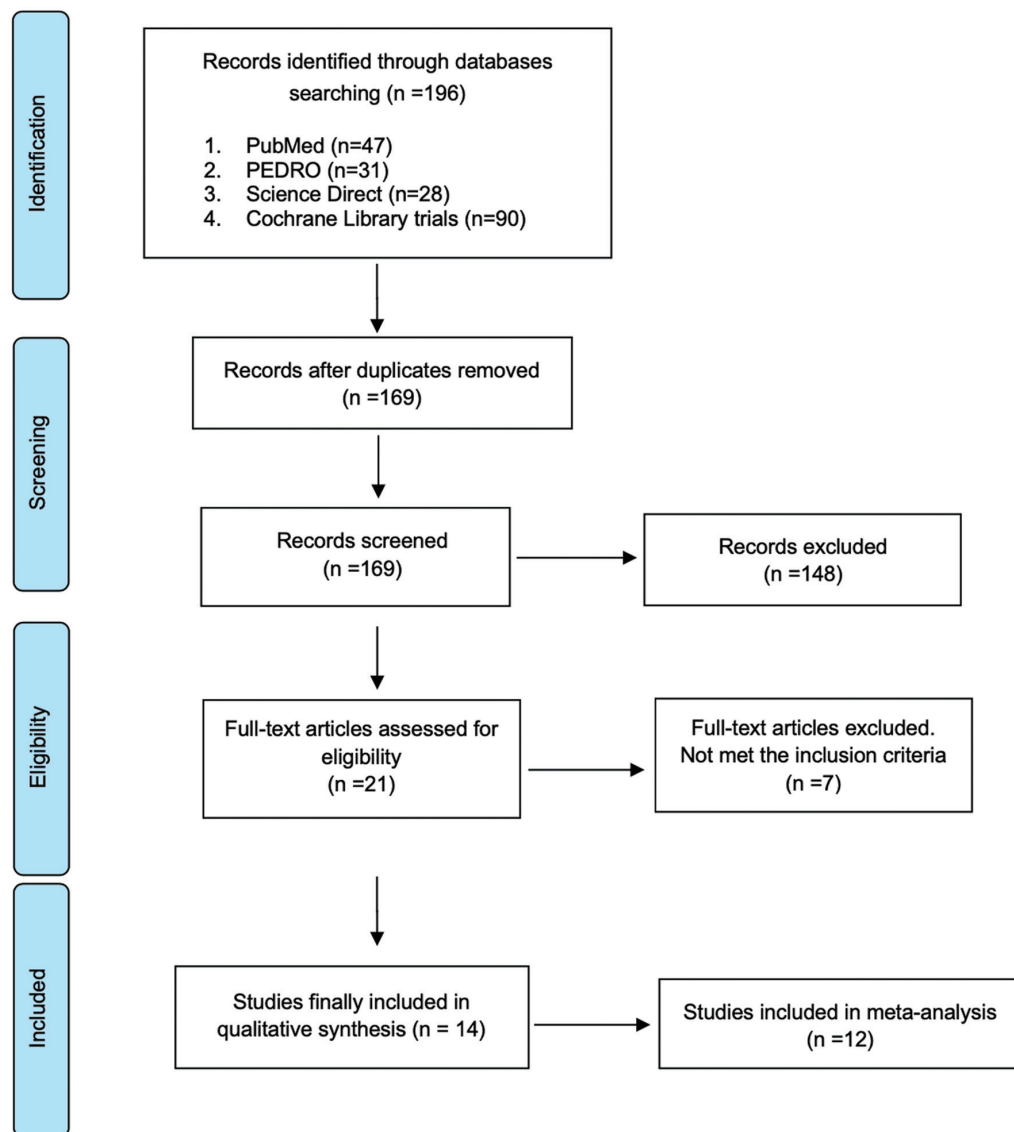 Identification
Records identified through databases
searching (n =196)
1. PubMed (n=47)
2. PEDRO (n=31)
3. Science Direct (n=28)
4. Cochrane Library trials (n=90)
Screening
Records after duplicates removed
(n =169)
Records screened
(n =169)
Records excluded
(n =148)
Eligibility
Full-text articles assessed for
eligibility
(n =21)
Full-text articles excluded.
Not met the inclusion criteria
(n =7)
Included
Studies finally included in
qualitative synthesis (n = 14)
Studies included in meta-analysis
(n =12)